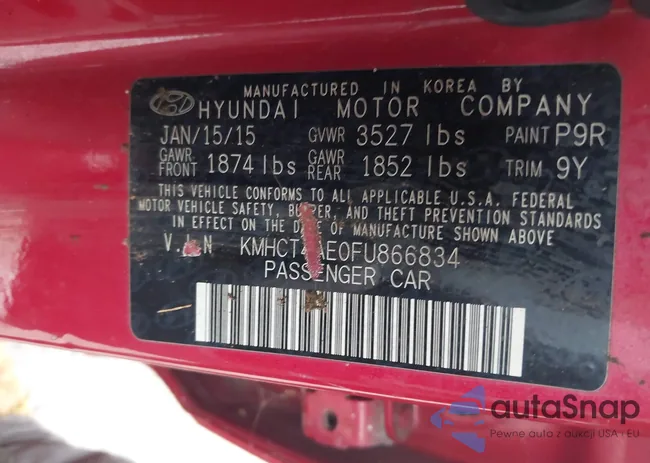 MANUFACTURED IN KOREA BY
HYUNDAI MOTOR COMPANY
JAN/15/15 GVWR 3527 lbs PAINT P9R
GAWR FRONT 1874 lbs GAWR REAR 1852 lbs TRIM 9Y
THIS VEHICLE CONFORMS TO ALL APPLICABLE U.S.A. FEDERAL
MOTOR VEHICLE SAFETY, AND THEFT PREVENTION STANDARDS
IN EFFECT ON THE DATE OF MANUFACTURE SHOWN ABOVE
PASSENGER CAR
autoSnap
Pewne auta z aukcji USA i EU